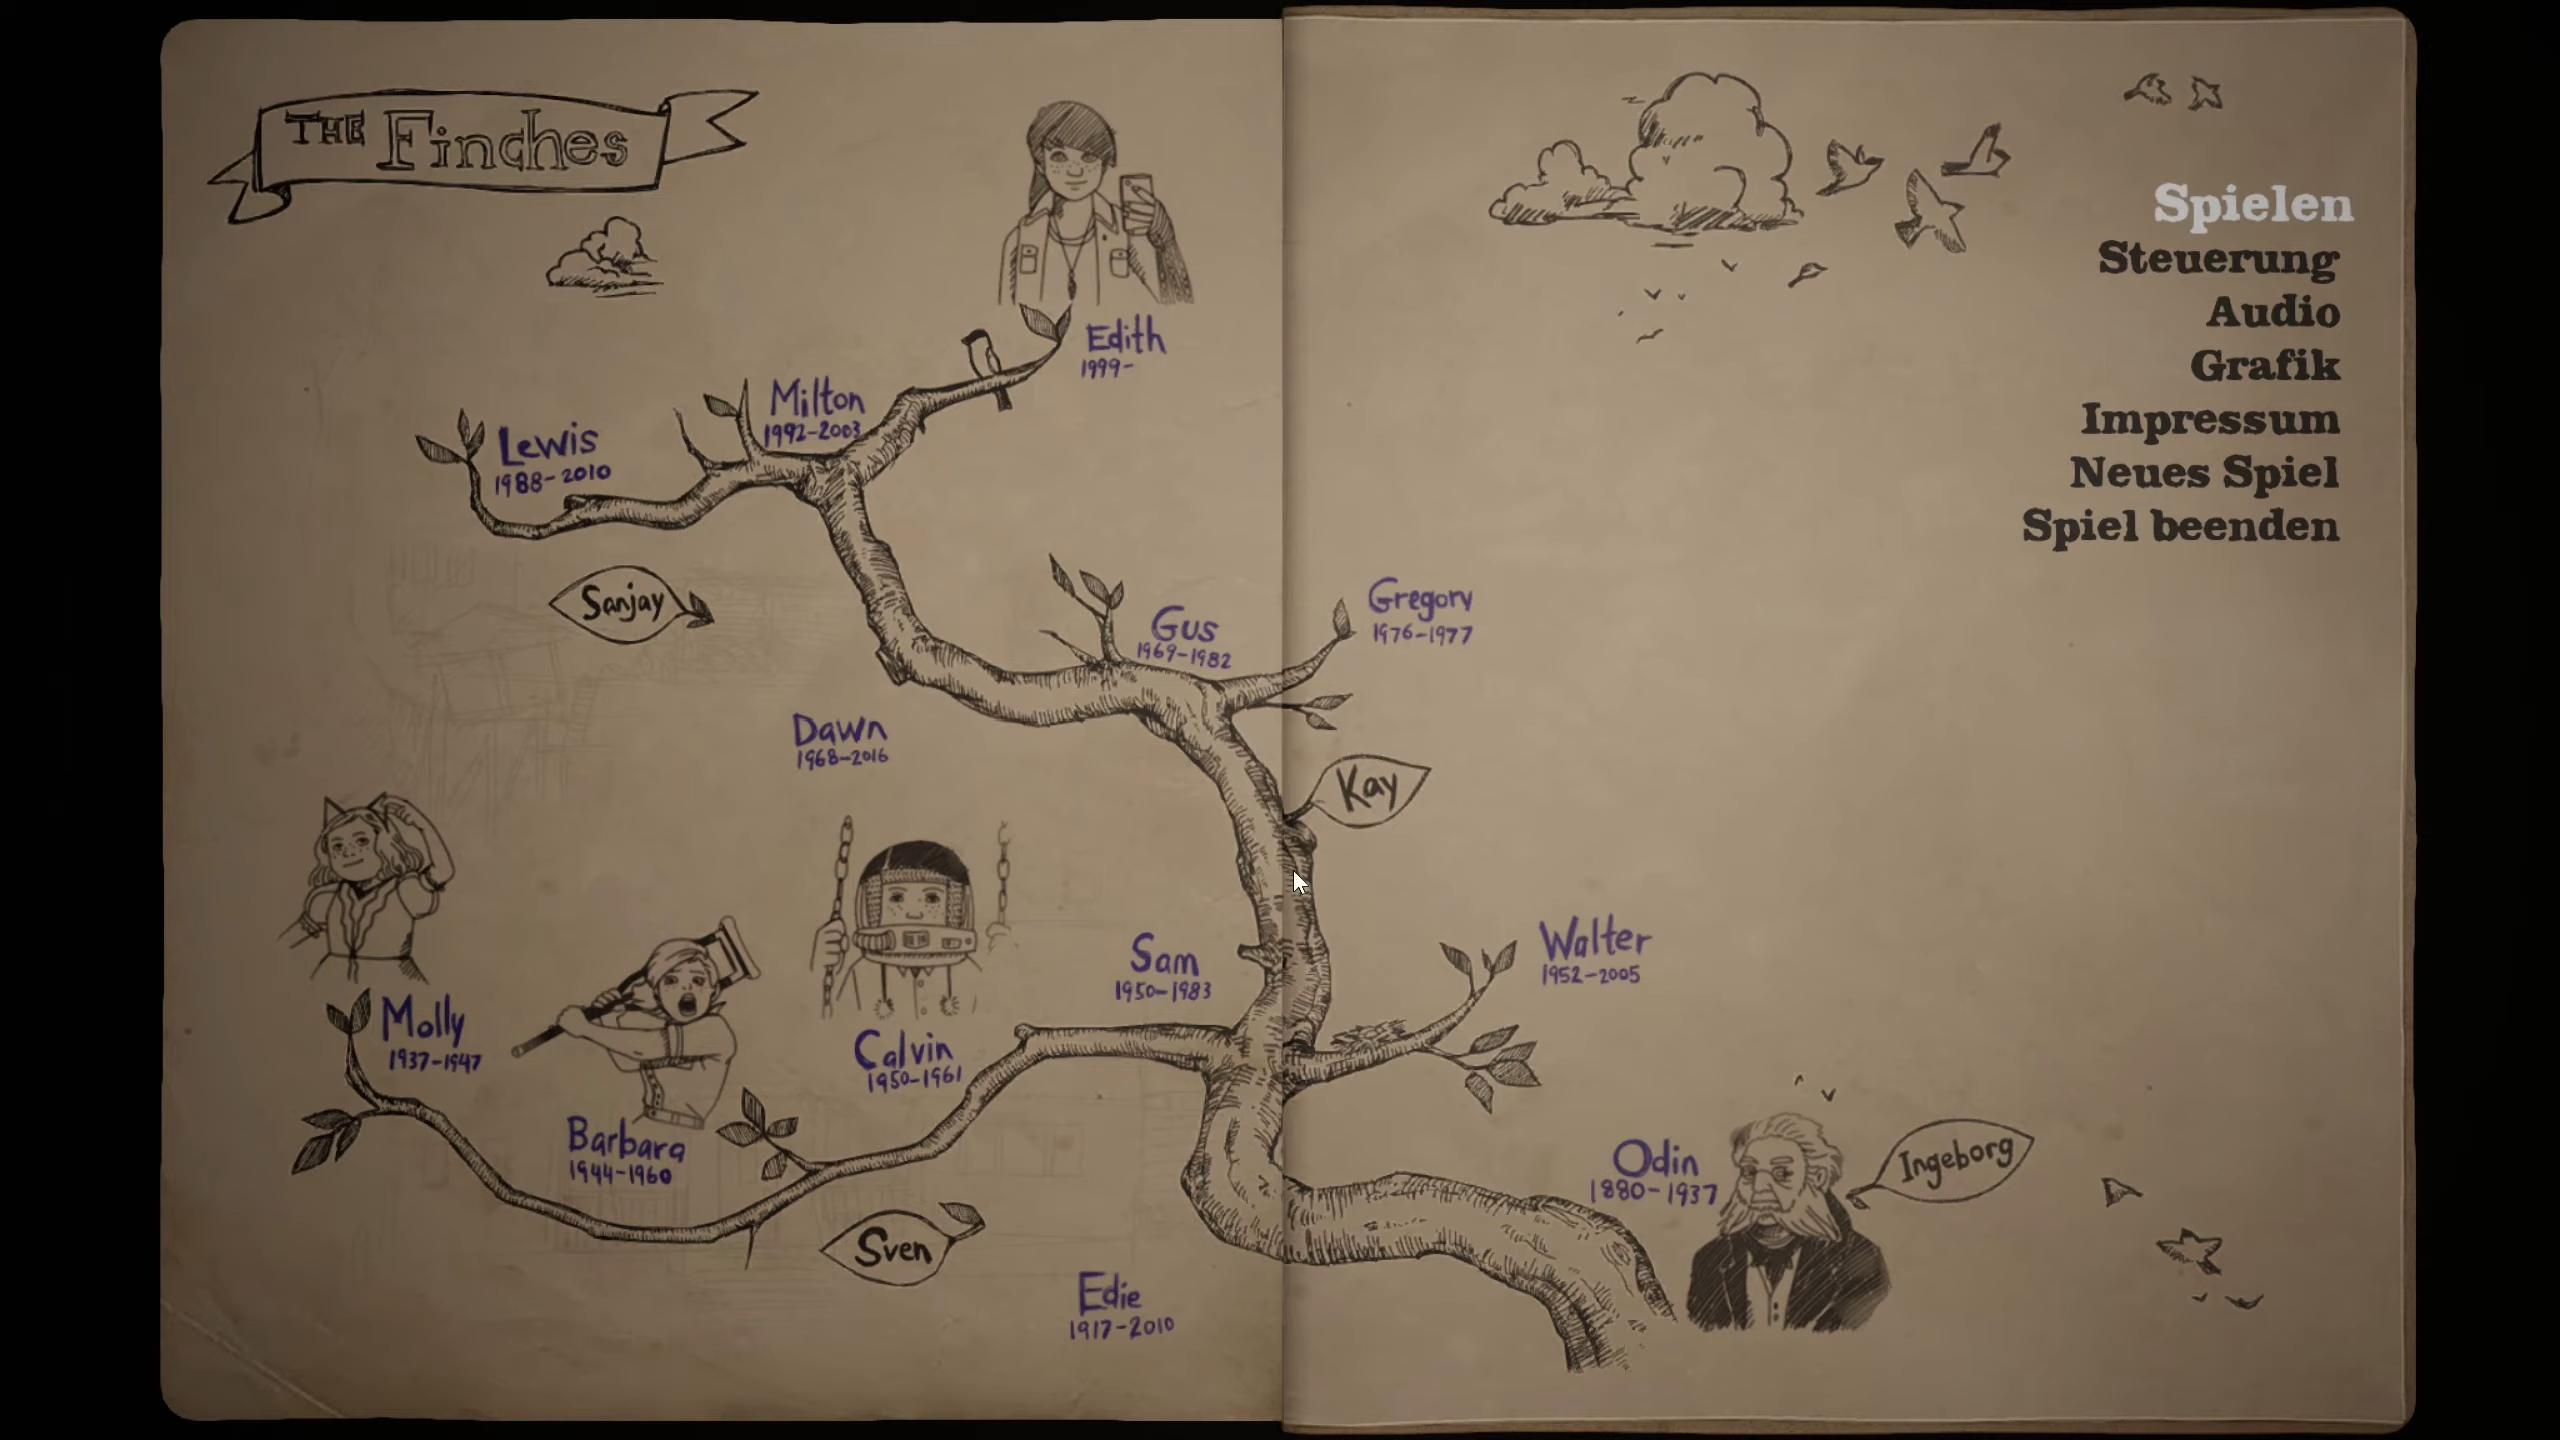 THE Finches
Edith
1999-
Milton
1992-2003
Lewis
1988-2010
Sanjay
Gus
1969-1982
Gregory
1976-1977
Dawn
1968-2016
Kay
Walter
1952-2005
Sam
1950-1983
Molly
1937-1947
Calvin
1950-1961
Barbara
1944-1960
Odin
1880-1937
Ingeborg
Sven
Edie
1917-2010
Spielen
Steuerung
Audio
Grafik
Impressum
Neues Spiel
Spiel beenden